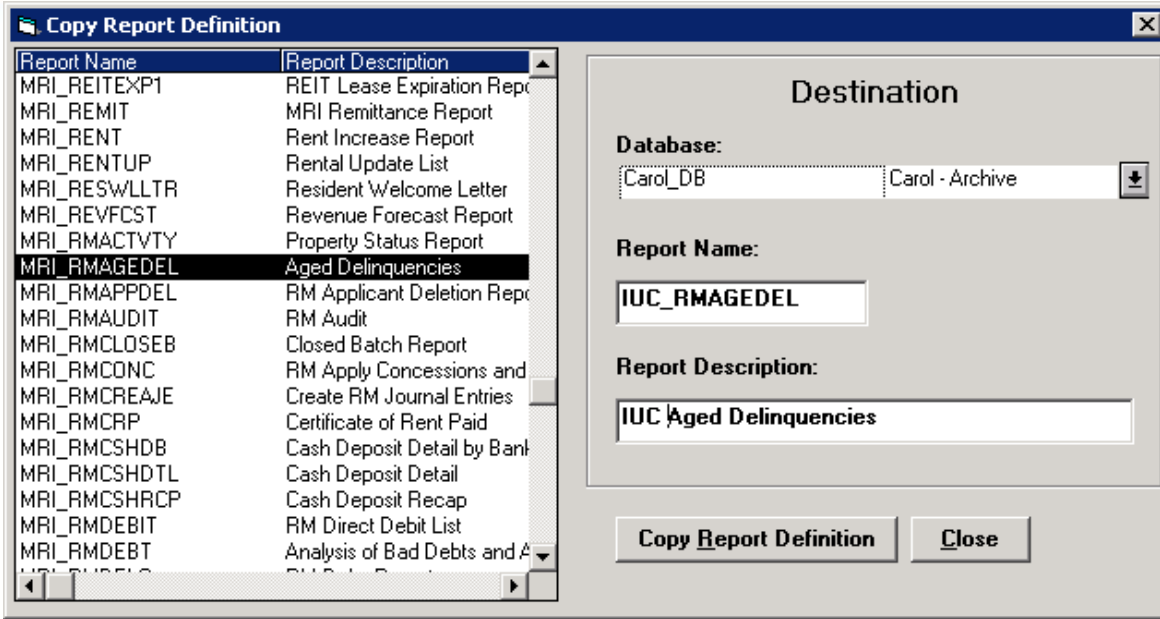 Copy Report Definition
Report Name Report Description
MRI_REITEXP1 REIT Lease Expiration Repo
MRI_REMIT MRI Remittance Report
MRI_RENT Rent Increase Report
MRI_RENTUP Rental Update List
MRI_RESWLLTR Resident Welcome Letter
MRI_REVFCST Revenue Forecast Report
MRI_RMACTVTY Property Status Report
MRI_RMAGEDEL Aged Delinquencies
MRI_RMAPPDEL RM Applicant Deletion Repo
MRI_RMAUDIT RM Audit
MRI_RMCLOSEB Closed Batch Report
MRI_RMCONC RM Apply Concessions and
MRI_RMCREAJE Create RM Journal Entries
MRI_RMCRP Certificate of Rent Paid
MRI_RMCSHDB Cash Deposit Detail by Bank
MRI_RMCSHDTL Cash Deposit Detail
MRI_RMCSHRCP Cash Deposit Recap
MRI_RMDEBIT RM Direct Debit List
MRI_RMDEBT Analysis of Bad Debts and A
Destination
Database:
Carol_DB Carol - Archive
Report Name:
IUC_RMAGEDEL
Report Description:
IUC Aged Delinquencies
Copy Report Definition Close